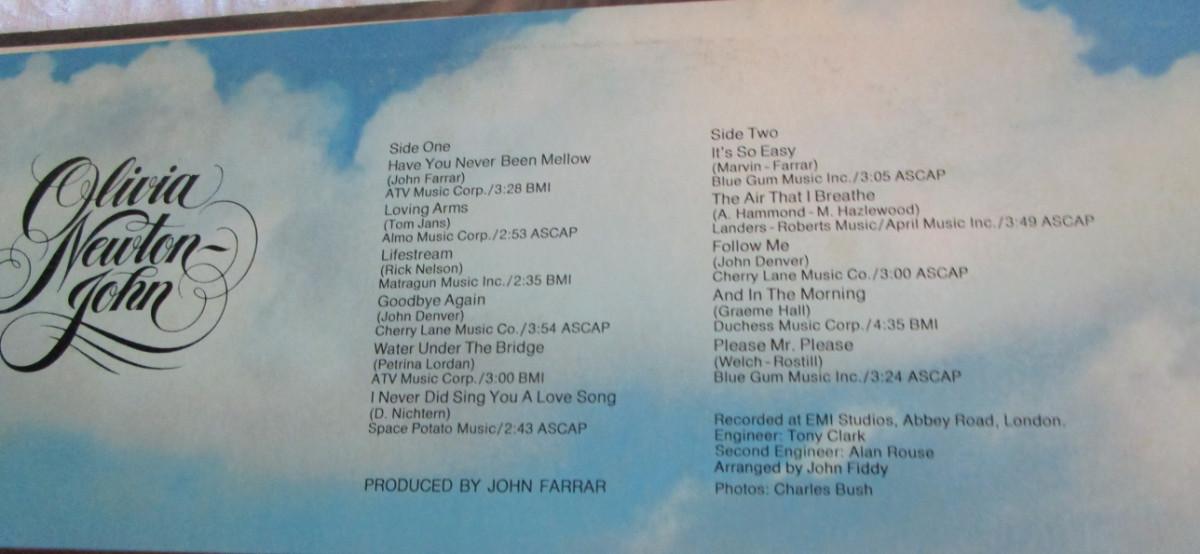 Olivia
Newton-
John
Side One
Have You Never Been Mellow
(John Farrar)
ATV Music Corp./3:28 BMI
Loving Arms
(Tom Jans)
Almo Music Corp./2:53 ASCAP
Lifestream
(Rick Nelson)
Matragun Music Inc./2:35 BMI
Goodbye Again
(John Denver)
Cherry Lane Music Co./3:54 ASCAP
Water Under The Bridge
(Petrina Lordan)
ATV Music Corp./3:00 BMI
I Never Did Sing You A Love Song
(D. Nichtern)
Space Potato Music/2:43 ASCAP
PRODUCED BY JOHN FARRAR
Side Two
It's So Easy
(Marvin - Farrar)
Blue Gum Music Inc./3:05 ASCAP
The Air That I Breathe
(A. Hammond - M. Hazlewood)
Landers - Roberts Music/April Music Inc./3:49 ASCAP
Follow Me
(John Denver)
Cherry Lane Music Co./3:00 ASCAP
And In The Morning
(Graeme Hall)
Duchess Music Corp./4:35 BMI
Please Mr. Please
(Welch - Rostill)
Blue Gum Music Inc./3:24 ASCAP
Recorded at EMI Studios, Abbey Road, London.
Engineer: Tony Clark
Second Engineer: Alan Rouse
Arranged by John Fiddy
Photos: Charles Bush